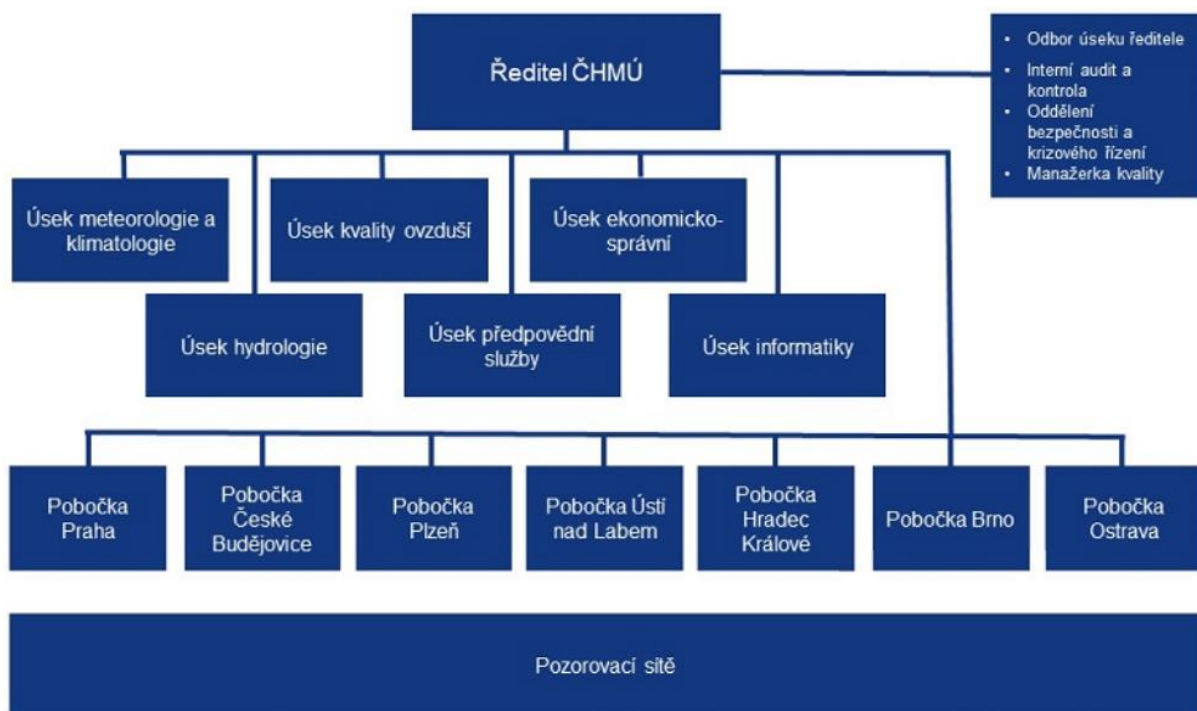 Ředitel ČHMÚ
• Odbor úseku ředitele
• Interní audit a
kontrola
• Oddělení
bezpečnosti a
krizového řízení
• Manažerka kvality
Úsek meteorologie a
klimatologie
Úsek kvality ovzduší
Úsek ekonomicko-
správní
Úsek hydrologie
Úsek předpovědní
služby
Úsek informatiky
Pobočka
Praha
Pobočka
České
Budějovice
Pobočka
Plzeň
Pobočka Ústí
nad Labem
Pobočka
Hradec
Králové
Pobočka Brno
Pobočka
Ostrava
Pozorovací sítě